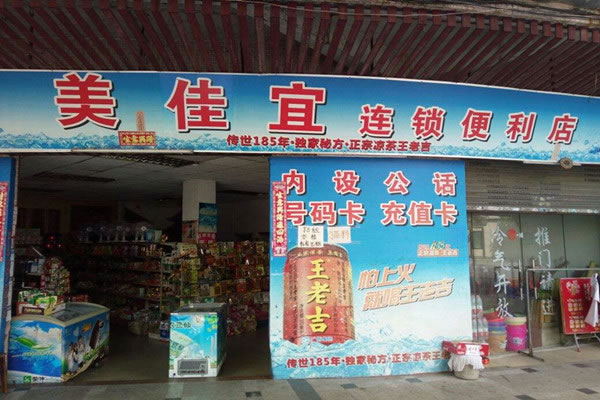 美佳宜 连锁便利店
传世185年·独家秘方·正宗凉茶王老吉
内设公话
号码卡 充值卡
王老吉
怕上火
就喝王老吉
传世185年·独家秘方·正宗凉茶王老吉
冷气开放
推门请进